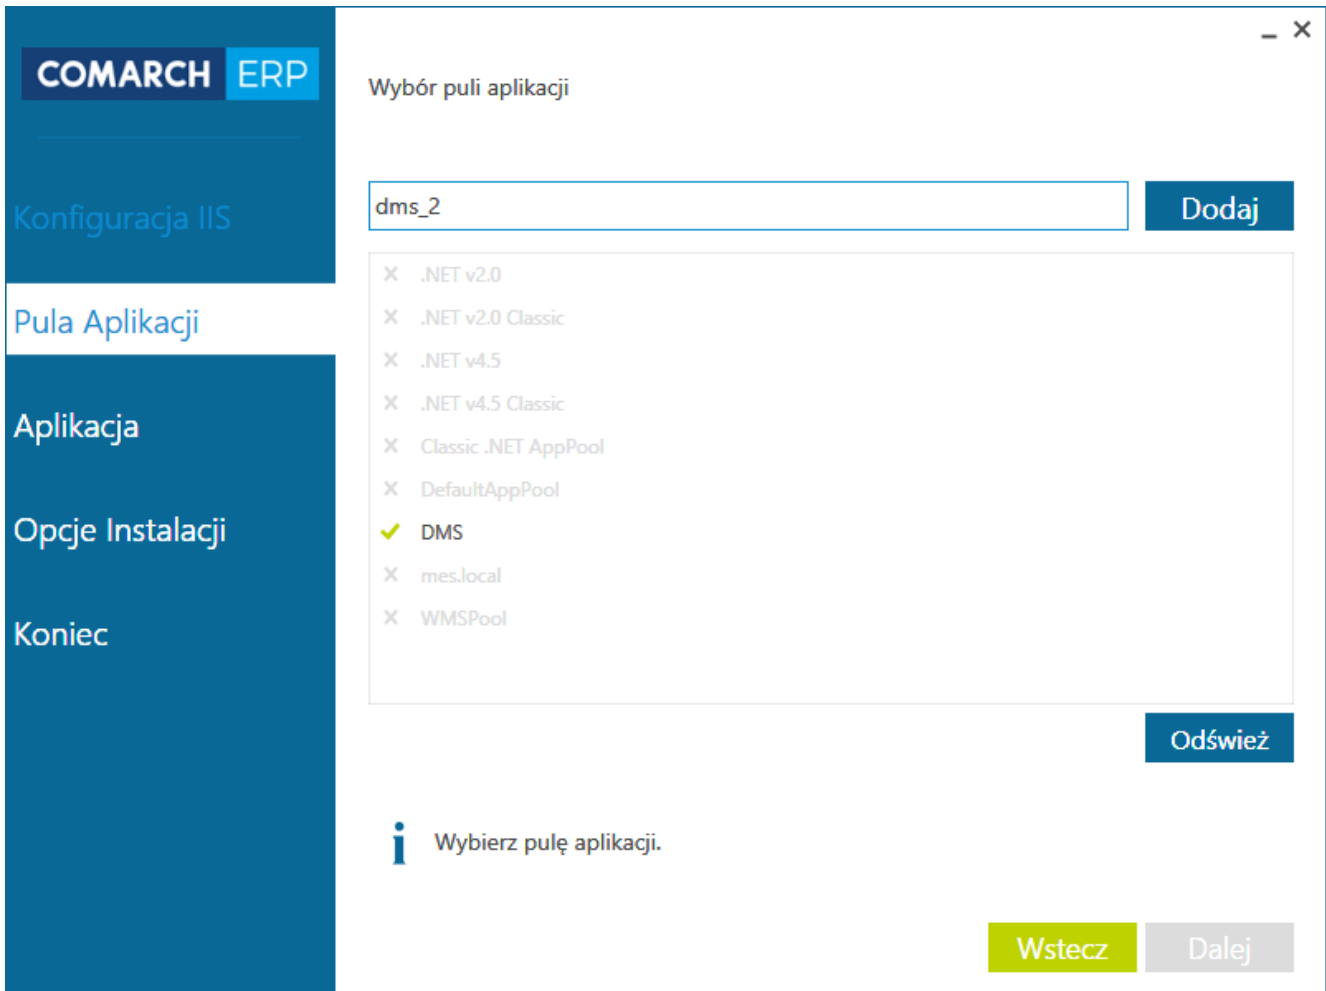 COMARCH ERP
Konfiguracja IIS
Pula Aplikacji
Aplikacja
Opcje Instalacji
Koniec
Wybór puli aplikacji
dms_2
Dodaj
.NET v2.0
.NET v2.0 Classic
.NET v4.5
.NET v4.5 Classic
Classic .NET AppPool
DefaultAppPool
DMS
mes.local
WMSPool
Odśwież
Wybierz pulę aplikacji.
Wstecz
Dalej